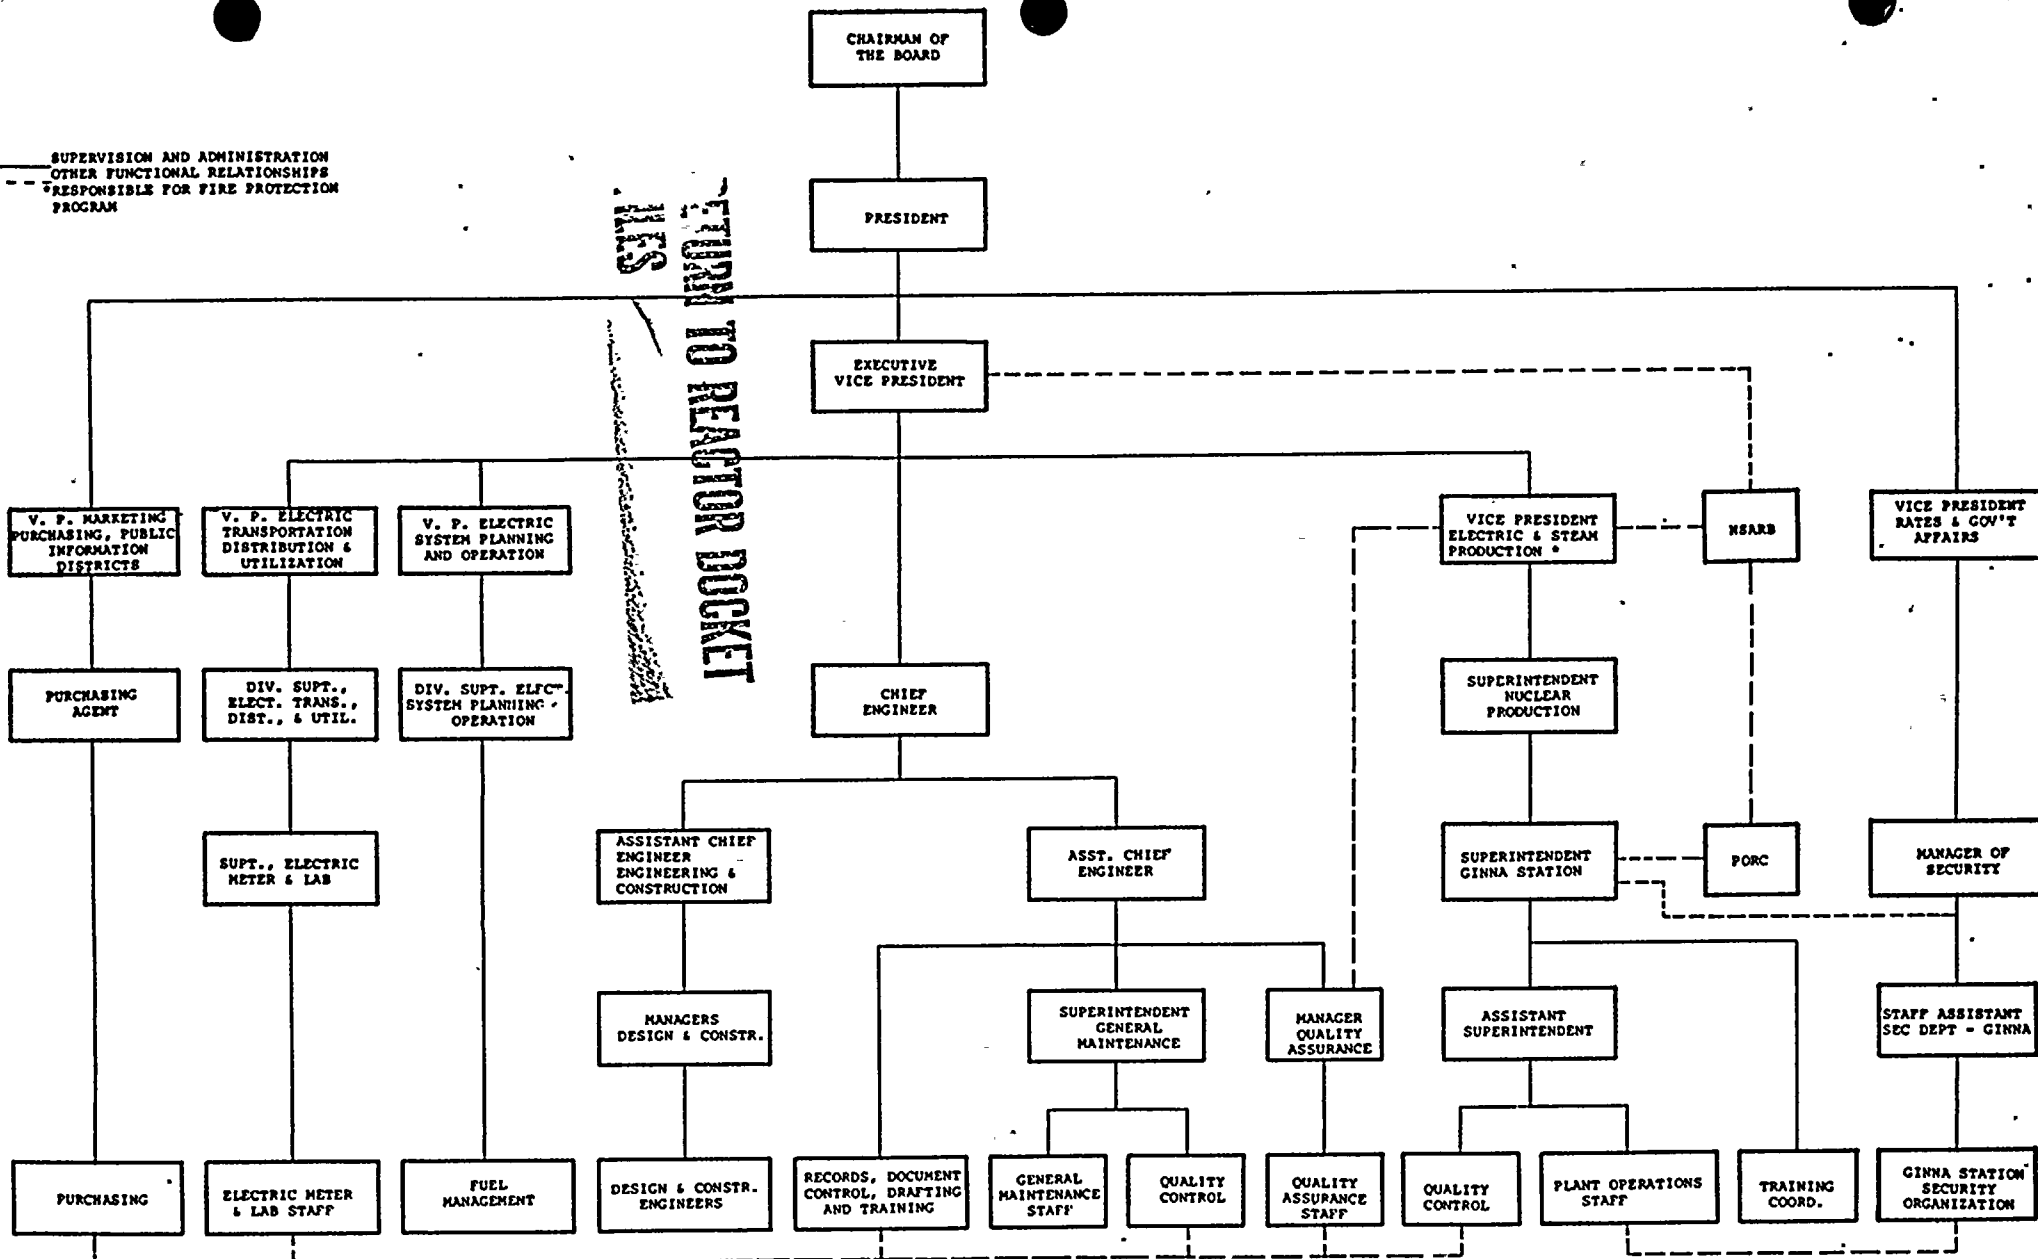 CHAIRMAN OF
THE BOARD
SUPERVISION AND ADMINISTRATION
OTHER FUNCTIONAL RELATIONSHIPS
*RESPONSIBLE FOR FIRE PROTECTION
PROGRAM
PRESIDENT
TO REACTOR DOCKET
EXECUTIVE
VICE PRESIDENT
V. P. MARKETING
PURCHASING, PUBLIC
INFORMATION
DISTRICTS
V. P. ELECTRIC
TRANSPORTATION
DISTRIBUTION &
UTILIZATION
V. P. ELECTRIC
SYSTEM PLANNING
AND OPERATION
VICE PRESIDENT
ELECTRIC & STEAM
PRODUCTION *
NSARB
VICE PRESIDENT
RATES & GOV'T
AFFAIRS
PURCHASING
AGENT
DIV. SUPT.,
ELECT. TRANS.,
DIST., & UTIL.
DIV. SUPT. ELECT.
SYSTEM PLANNING
OPERATION
CHIEF
ENGINEER
SUPERINTENDENT
NUCLEAR
PRODUCTION
SUPT., ELECTRIC
METER & LAB
ASSISTANT CHIEF
ENGINEER
ENGINEERING &
CONSTRUCTION
ASST. CHIEF
ENGINEER
SUPERINTENDENT
GINNA STATION
PORC
MANAGER OF
SECURITY
MANAGERS
DESIGN & CONSTR.
SUPERINTENDENT
GENERAL
MAINTENANCE
MANAGER
QUALITY
ASSURANCE
ASSISTANT
SUPERINTENDENT
STAFF ASSISTANT
SEC DEPT - GINNA
PURCHASING
ELECTRIC METER
& LAB STAFF
FUEL
MANAGEMENT
DESIGN & CONSTR.
ENGINEERS
RECORDS, DOCUMENT
CONTROL, DRAFTING
AND TRAINING
GENERAL
MAINTENANCE
STAFF
QUALITY
CONTROL
QUALITY
ASSURANCE
STAFF
QUALITY
CONTROL
PLANT OPERATIONS
STAFF
TRAINING
COORD.
GINNA STATION
SECURITY
ORGANIZATION